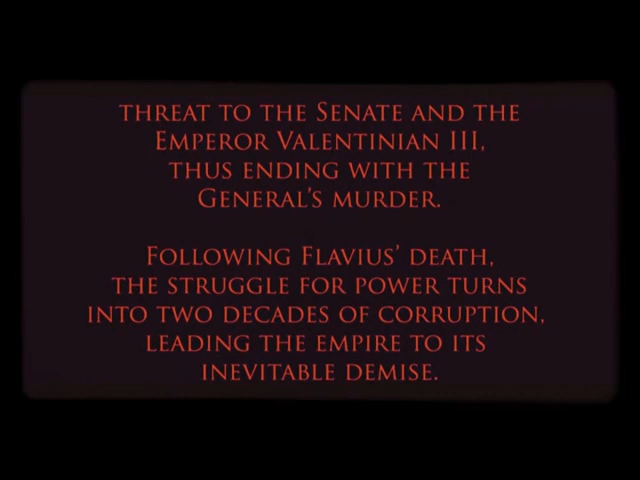 THREAT TO THE SENATE AND THE
EMPEROR VALENTINIAN III,
THUS ENDING WITH THE
GENERAL'S MURDER.
FOLLOWING FLAVIUS' DEATH,
THE STRUGGLE FOR POWER TURNS
INTO TWO DECADES OF CORRUPTION,
LEADING THE EMPIRE TO ITS
INEVITABLE DEMISE.